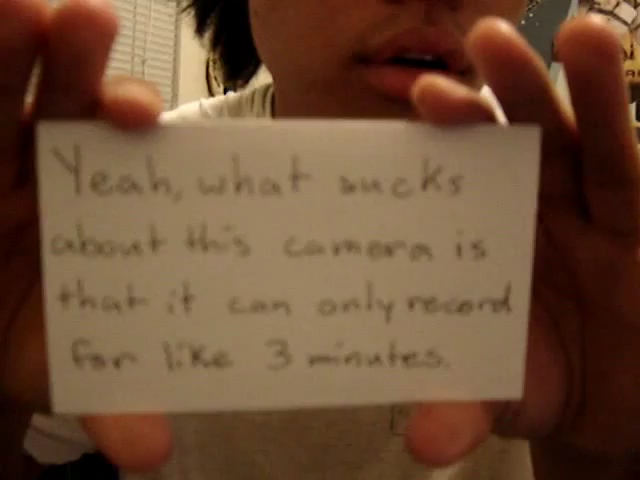 Yeah, what sucks
about this camera is
that it can only record
for like 3 minutes.